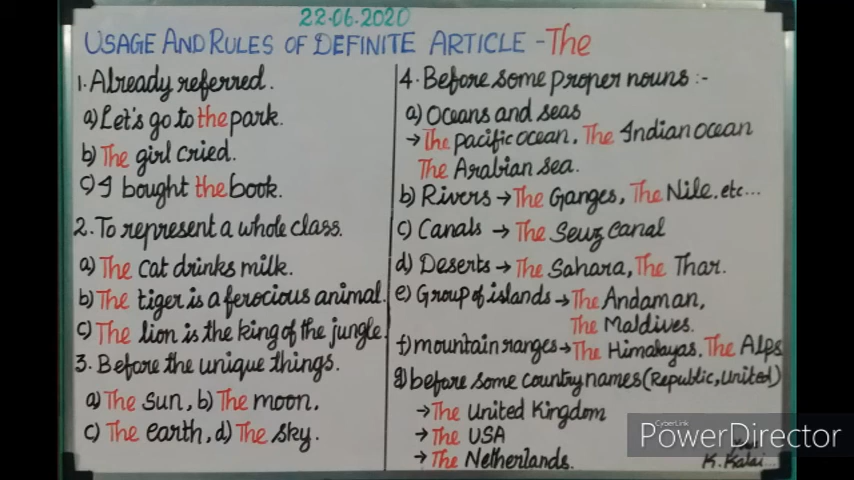 22-06-2020
USAGE AND RULES OF DEFINITE ARTICLE - The
1. Already referred.
a) Let's go to the park.
b) The girl cried.
c) I bought the book.
2. To represent a whole class.
a) The cat drinks milk.
b) The tiger is a ferocious animal.
c) The lion is the king of the jungle.
3. Before the unique things.
a) The sun, b) The moon,
c) The earth, d) The sky.
4. Before some proper nouns :-
a) Oceans and seas
→ The pacific ocean, The Indian ocean
The Arabian sea.
b) Rivers → The Ganges, The Nile. etc...
c) Canals → The Seuz canal
d) Deserts → The Sahara, The Thar.
e) Group of islands → The Andaman,
The Maldives.
f) mountain ranges → The Himalayas, The Alps
g) before some country names (Republic, United)
→ The United Kingdom
→ The USA
→ The Netherlands.
CyberLink
PowerDirector
K. Kalai...